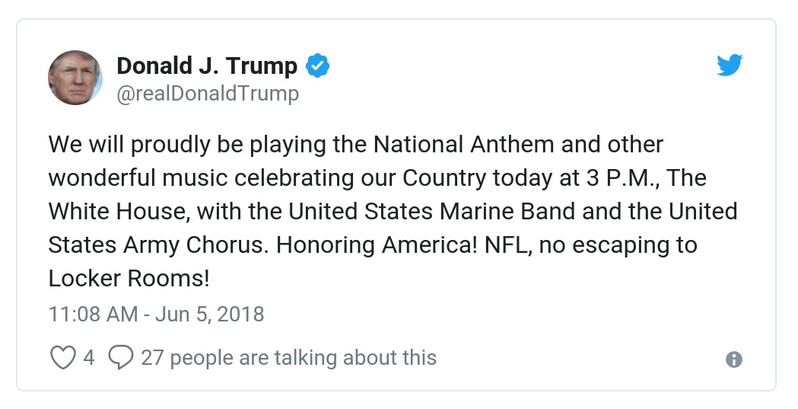 Donald J. Trump
@realDonaldTrump
We will proudly be playing the National Anthem and other
wonderful music celebrating our Country today at 3 P.M., The
White House, with the United States Marine Band and the United
States Army Chorus. Honoring America! NFL, no escaping to
Locker Rooms!
11:08 AM - Jun 5, 2018
4 27 people are talking about this